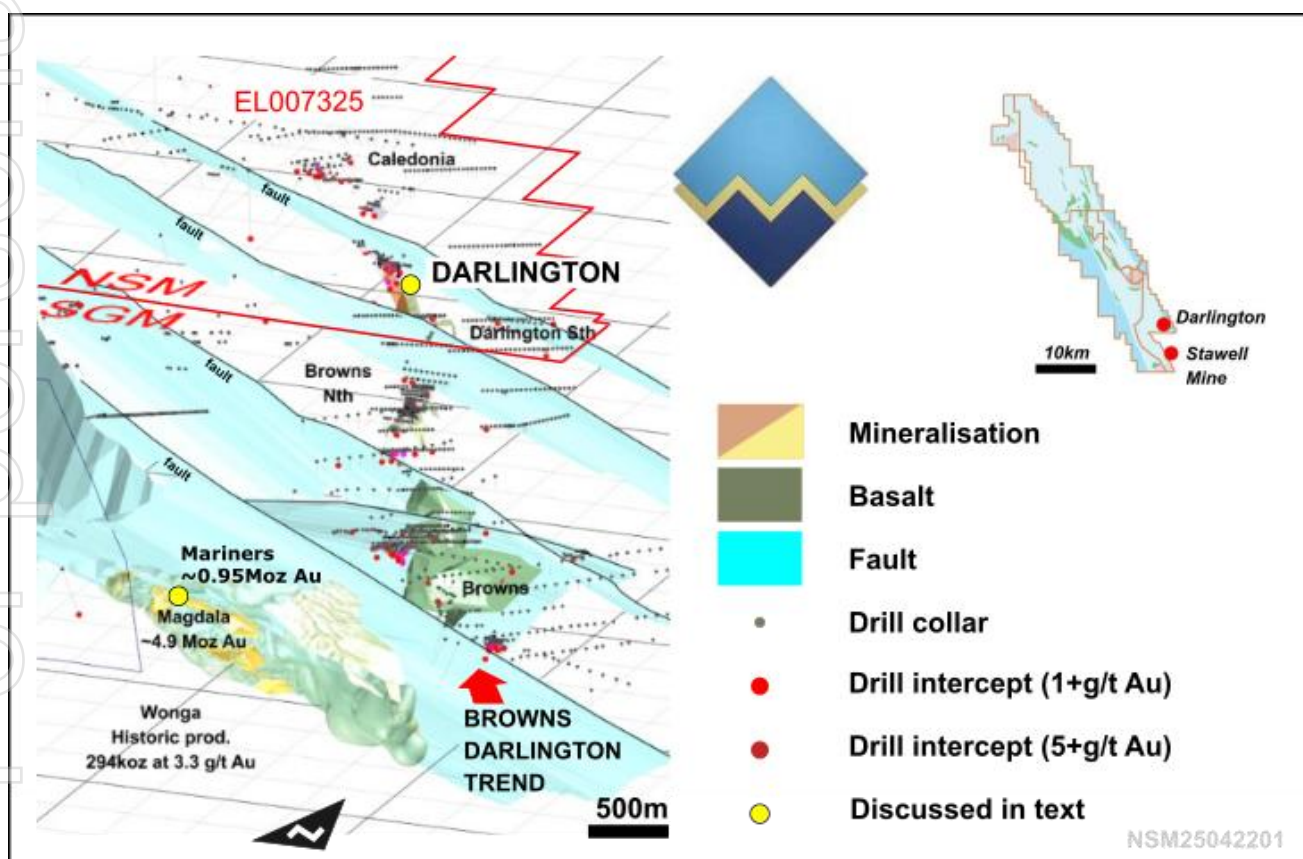 EL007325
Caledonia
fault
fault
DARLINGTON
NSM
SGM
Darlington Sth
fault
Browns
Nth
fault
Mariners
~0.95Moz Au
Magdala
~4.9 Moz Au
Browns
Wonga
Historic prod.
294koz at 3.3 g/t Au
BROWNS
DARLINGTON
TREND
500m
N
Darlington
10km
Stawell
Mine
Mineralisation
Basalt
Fault
Drill collar
Drill intercept (1+g/t Au)
Drill intercept (5+g/t Au)
Discussed in text
NSM25042201